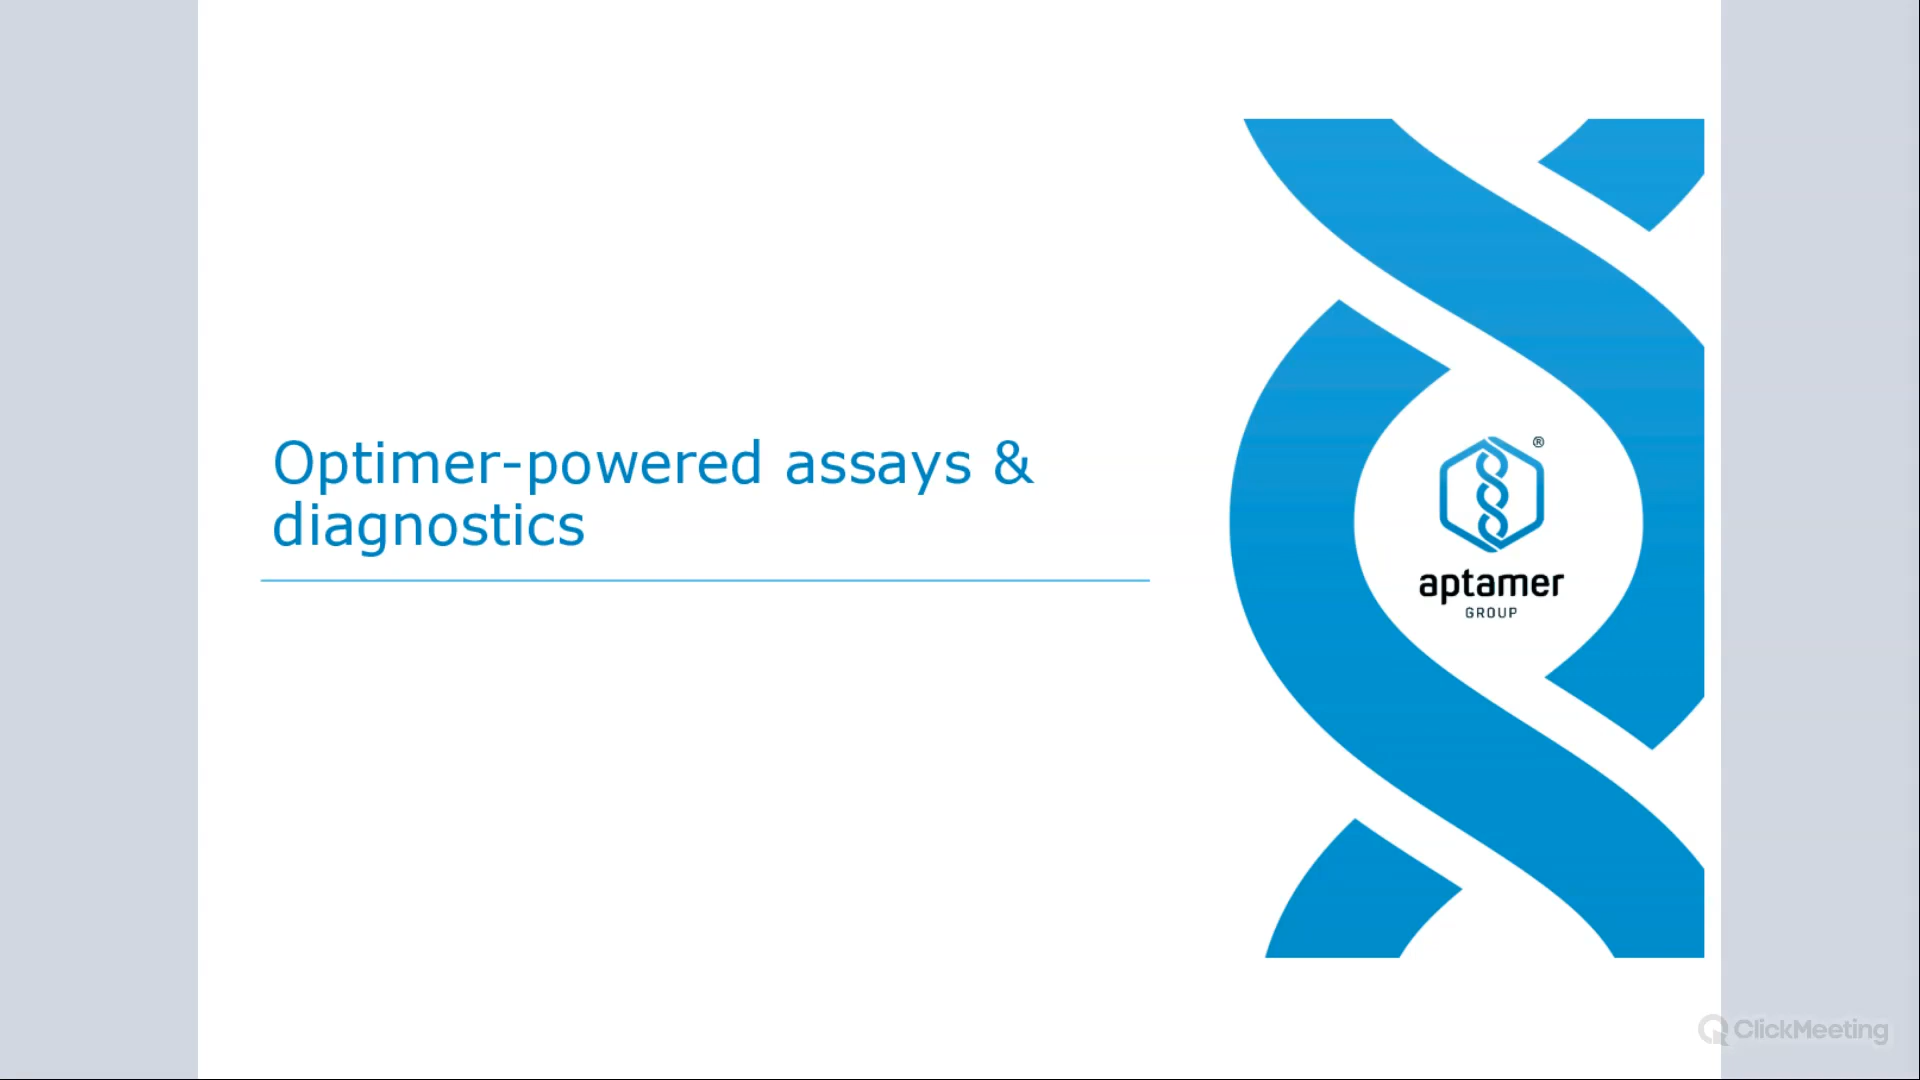 Optimer-powered assays &
diagnostics
®
aptamer
GROUP
ClickMeeting